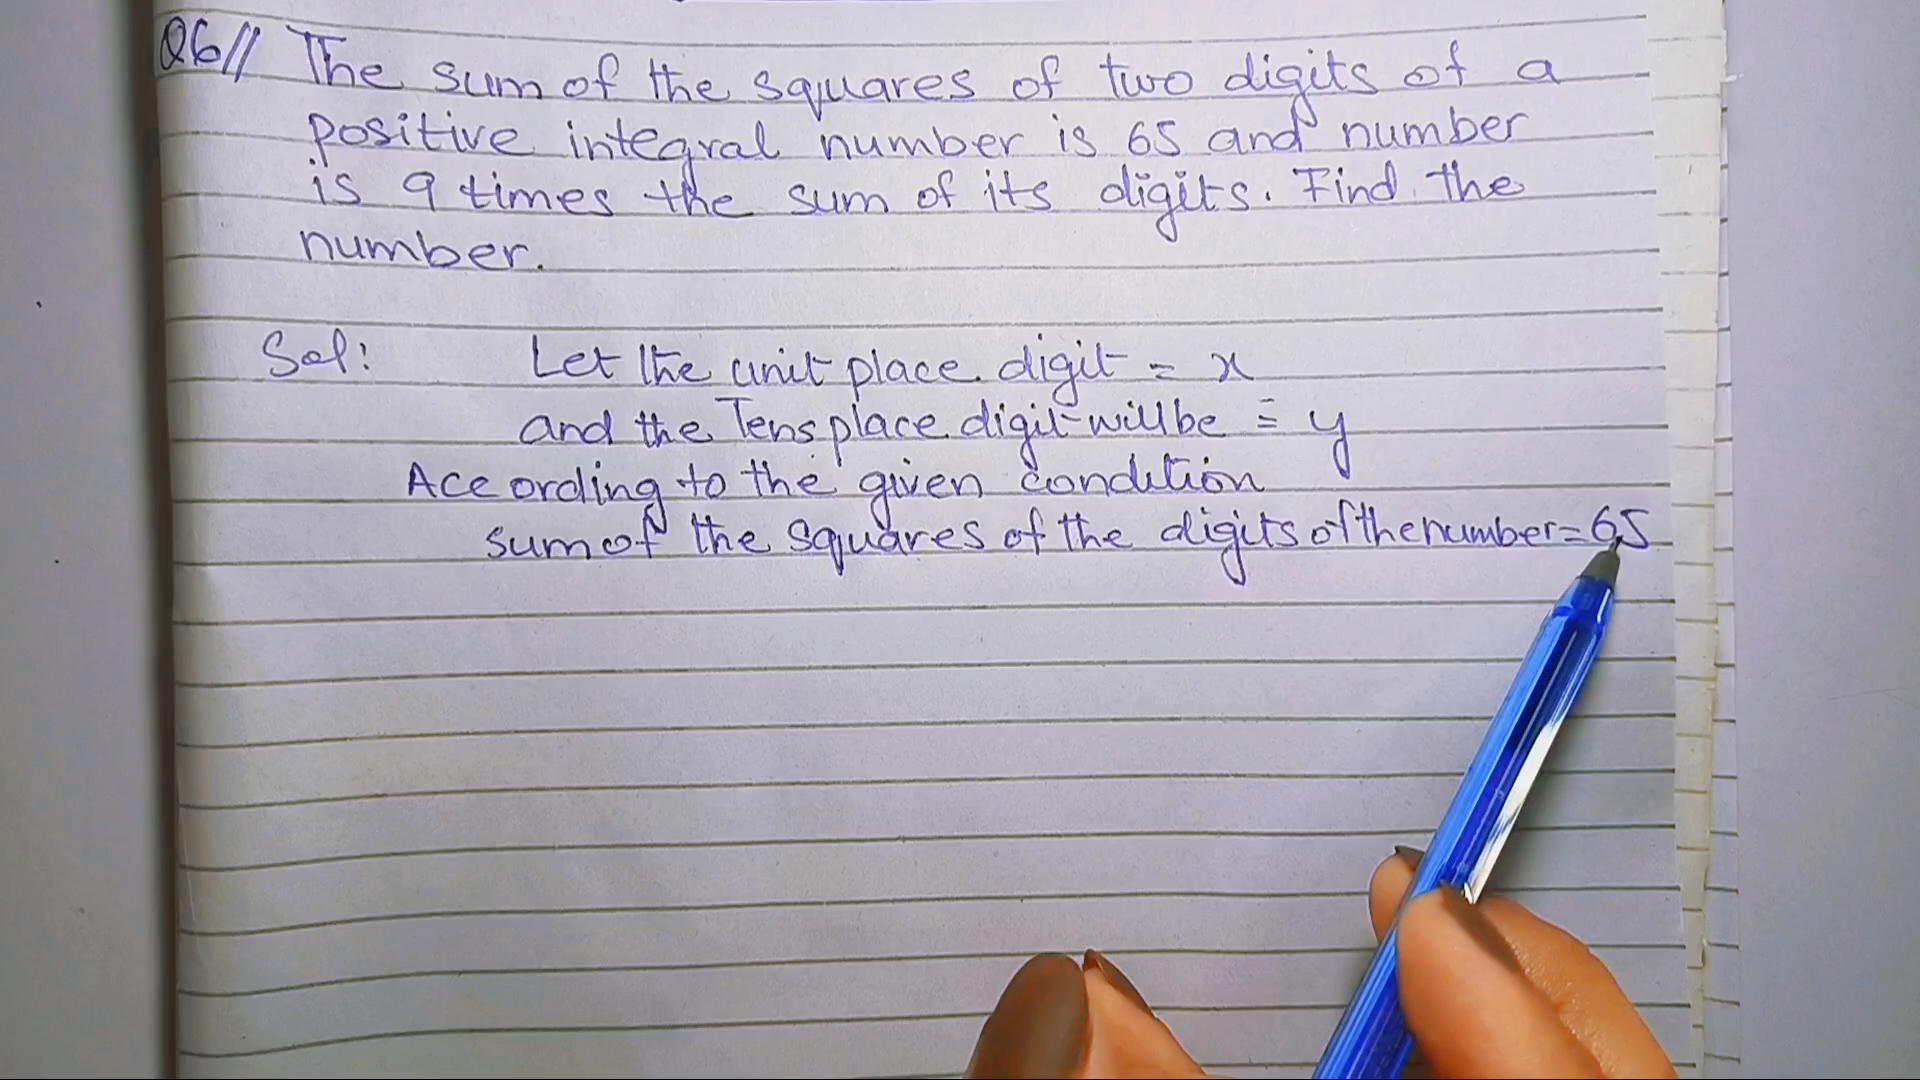 Q6// The sum of the squares of two digits of a
positive integral number is 65 and number
is 9 times the sum of its digits. Find the
number.
Sol: Let the unit place digit = x
and the Tens place digit will be = y
According to the given condition
sum of the squares of the digits of the number = 65